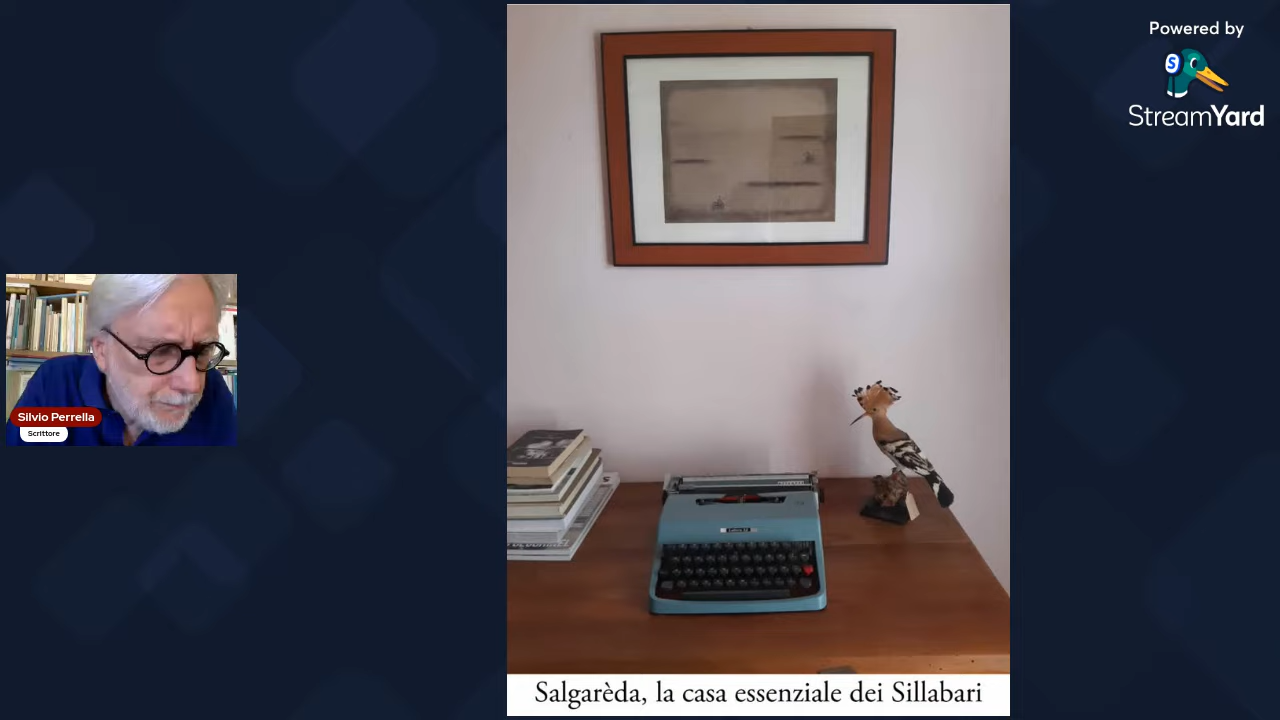 Powered by
S
StreamYard
Silvio Perrella
Scrittore
Salgarèda, la casa essenziale dei Sillabari